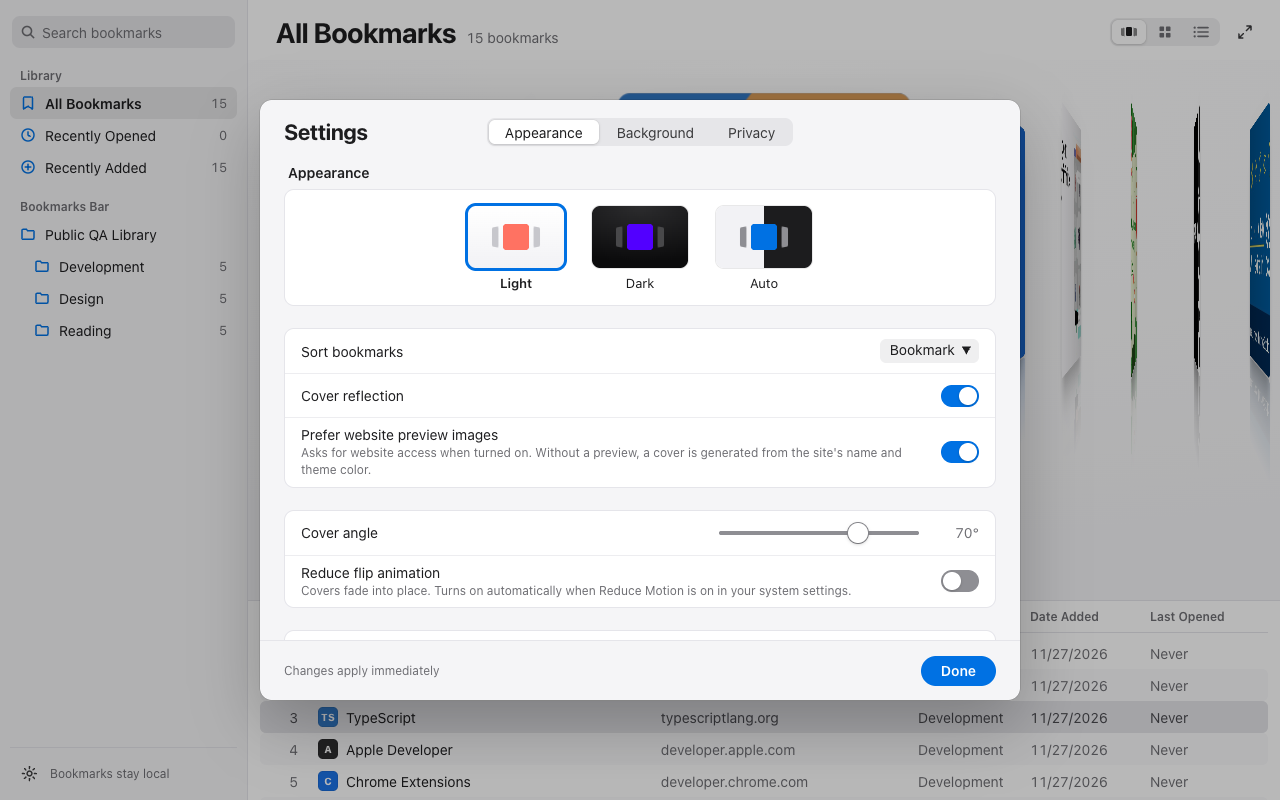 Search bookmarks
Library
All Bookmarks 15
Recently Opened 0
Recently Added 15
Bookmarks Bar
Public QA Library
Development 5
Design 5
Reading 5
Bookmarks stay local
All Bookmarks 15 bookmarks
Settings
Appearance Background Privacy
Appearance
Light Dark Auto
Sort bookmarks Bookmark ▼
Cover reflection
Prefer website preview images
Asks for website access when turned on. Without a preview, a cover is generated from the site's name and
theme color.
Cover angle 70°
Reduce flip animation
Covers fade into place. Turns on automatically when Reduce Motion is on in your system settings.
Changes apply immediately
Done
Date Added Last Opened
11/27/2026 Never
11/27/2026 Never
3 TS TypeScript typescriptlang.org Development 11/27/2026 Never
4 A Apple Developer developer.apple.com Development 11/27/2026 Never
5 C Chrome Extensions developer.chrome.com Development 11/27/2026 Never